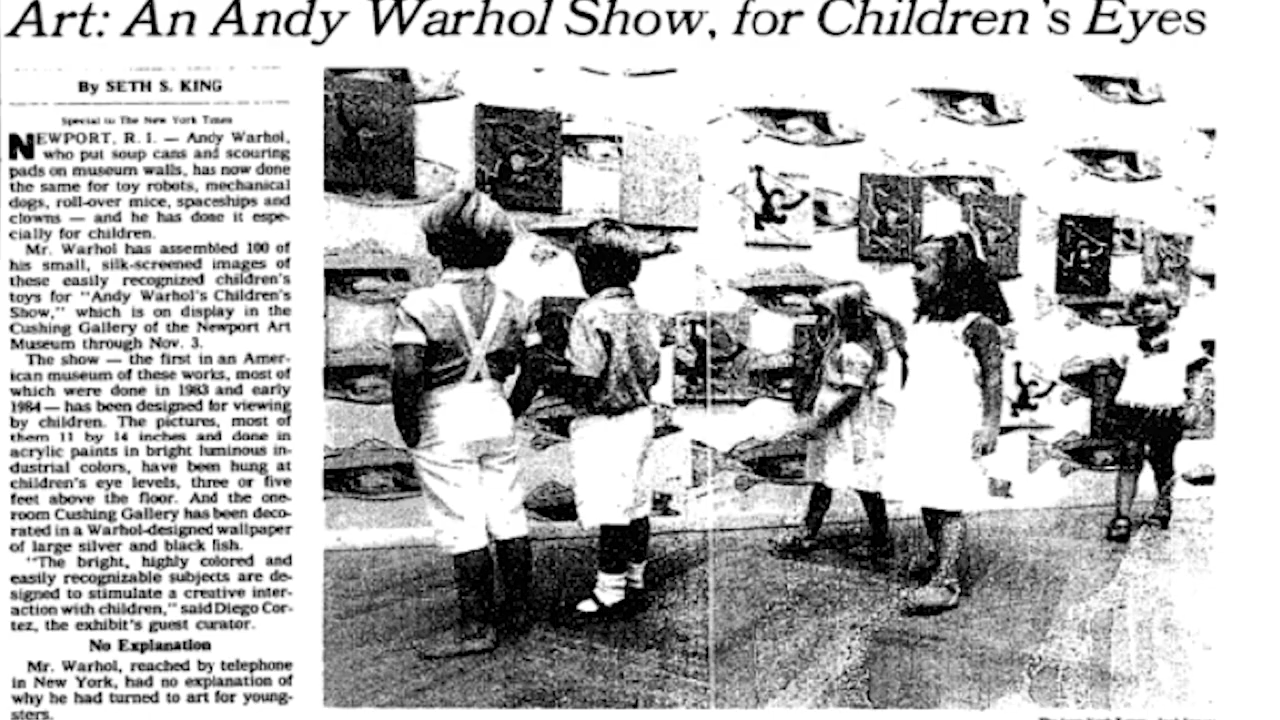 Art: An Andy Warhol Show, for Children's Eyes
By SETH S. KING
Special to The New York Times
NEWPORT, R. I. — Andy Warhol,
who put soup cans and scouring
pads on museum walls, has now done
the same for toy robots, mechanical
dogs, roll-over mice, spaceships and
clowns — and he has done it espe-
cially for children.
Mr. Warhol has assembled 100 of
his small, silk-screened images of
these easily recognized children's
toys for "Andy Warhol's Children's
Show," which is on display in the
Cushing Gallery of the Newport Art
Museum through Nov. 3.
The show — the first in an Amer-
ican museum of these works, most of
which were done in 1983 and early
1984 — has been designed for viewing
by children. The pictures, most of
them 11 by 14 inches and done in
acrylic paints in bright luminous in-
dustrial colors, have been hung at
children's eye levels, three or five
feet above the floor. And the one-
room Cushing Gallery has been deco-
rated in a Warhol-designed wallpaper
of large silver and black fish.
"The bright, highly colored and
easily recognizable subjects are de-
signed to stimulate a creative inter-
action with children," said Diego Cor-
tez, the exhibit's guest curator.
No Explanation
Mr. Warhol, reached by telephone
in New York, had no explanation of
why he had turned to art for young-
sters.